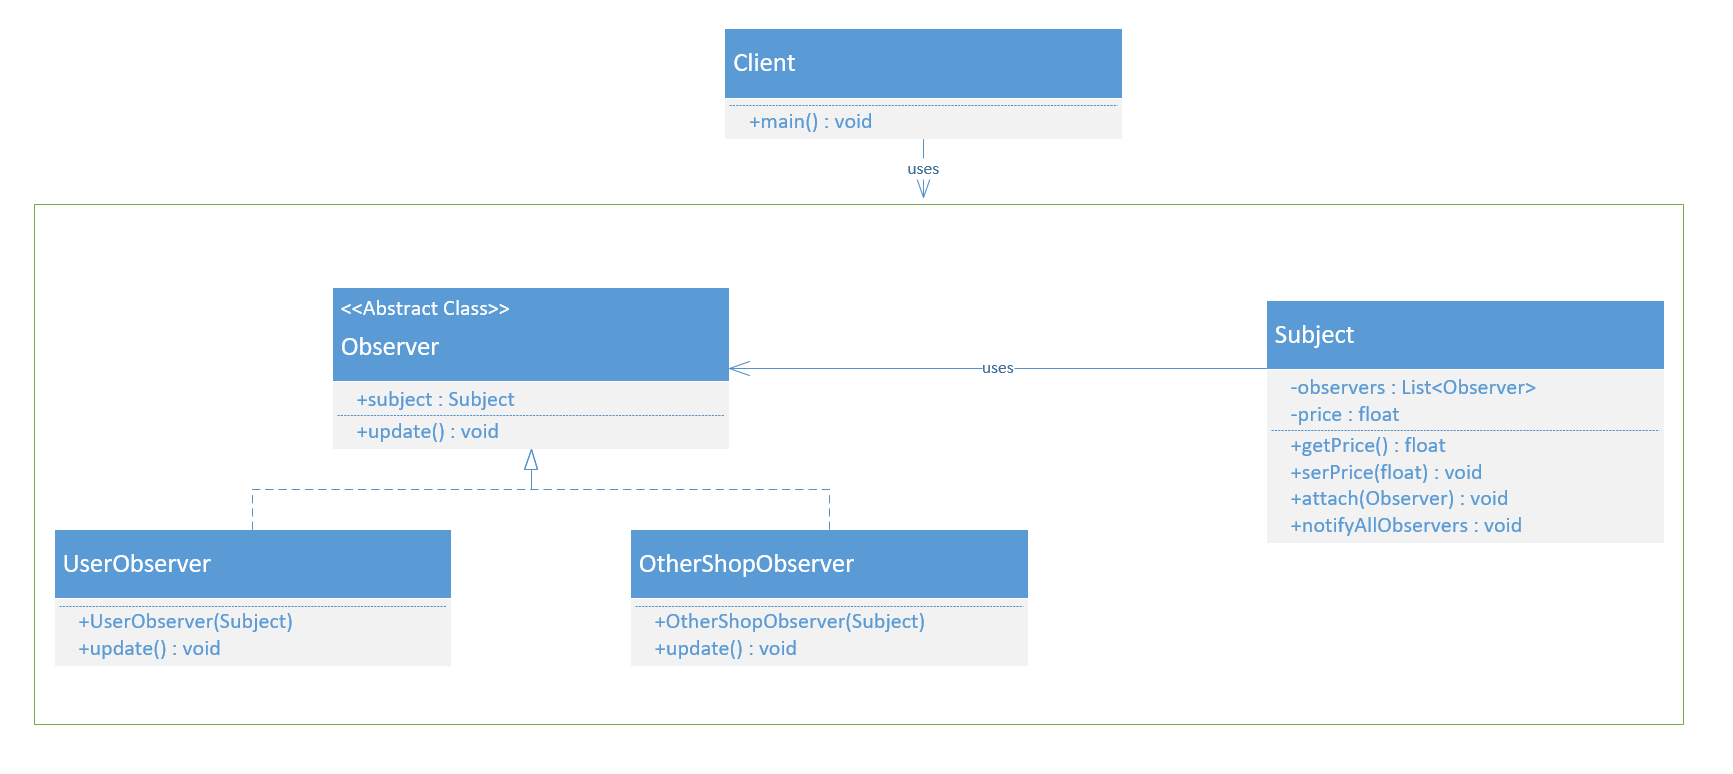 Client
+main() : void
uses
<<Abstract Class>>
Observer
+subject : Subject
+update() : void
uses
Subject
-observers : List<Observer>
-price : float
+getPrice() : float
+serPrice(float) : void
+attach(Observer) : void
+notifyAllObservers : void
UserObserver
+UserObserver(Subject)
+update() : void
OtherShopObserver
+OtherShopObserver(Subject)
+update() : void